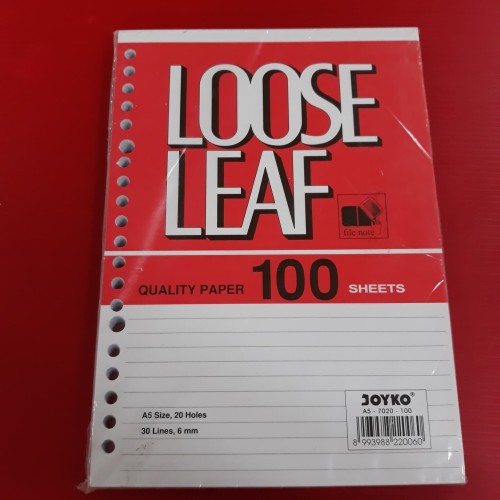 LOOSE
LEAF
file note
QUALITY PAPER 100 SHEETS
A5 Size, 20 Holes
30 Lines, 6 mm
JOYKO®
A5 - 7020 - 100
8 993988 220060